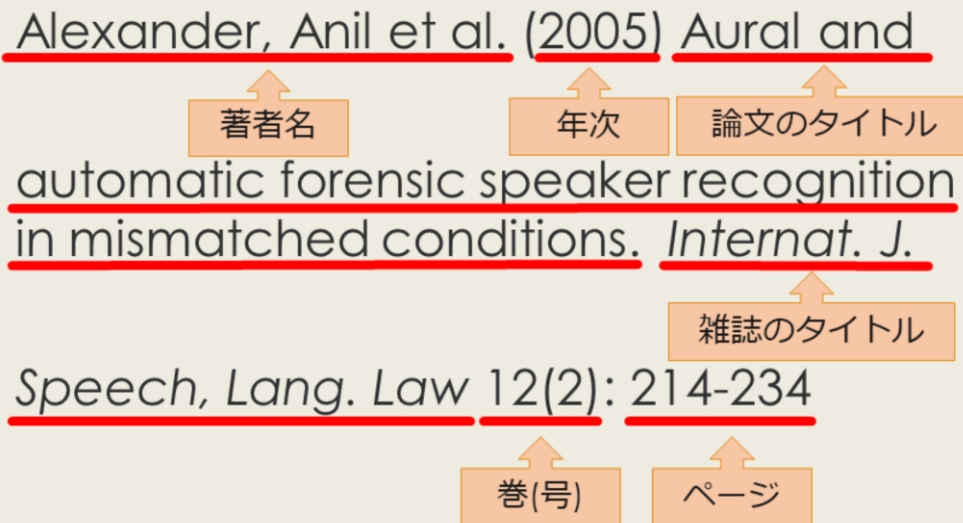 Alexander, Anil et al. (2005) Aural and
著者名 年次 論文のタイトル
automatic forensic speaker recognition
in mismatched conditions. Internat. J.
雑誌のタイトル
Speech, Lang. Law 12(2): 214-234
巻(号) ページ